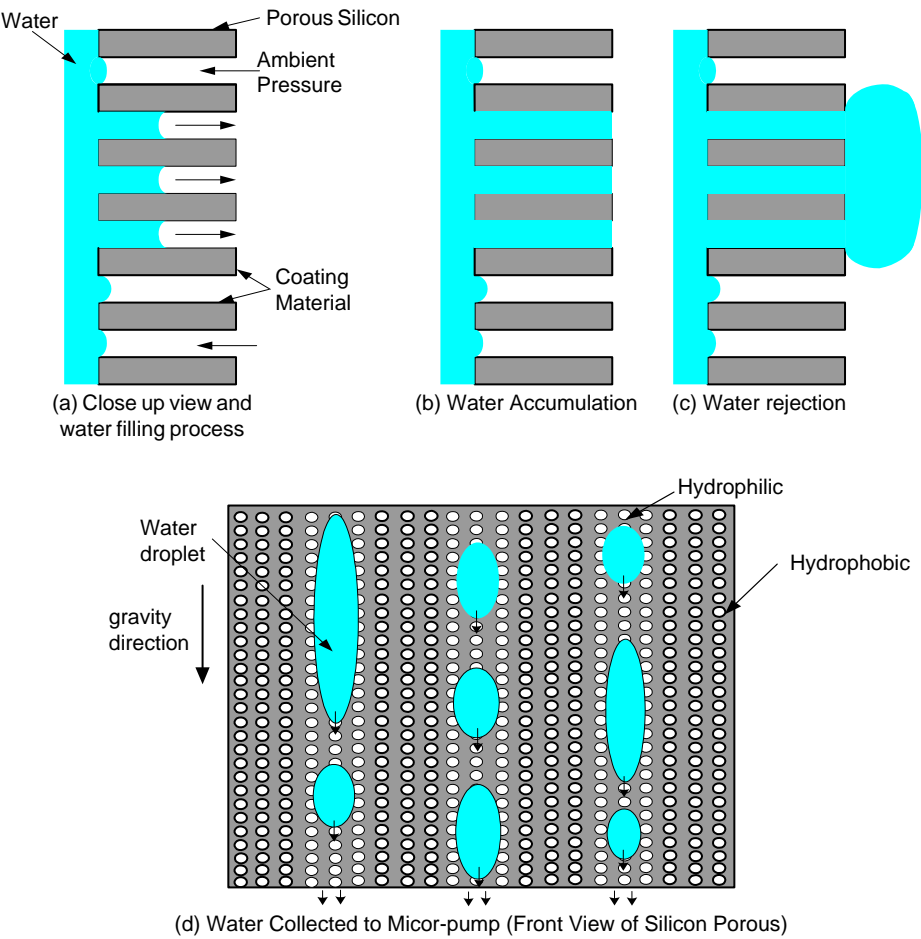 Water
Porous Silicon
Ambient
Pressure
Coating
Material
(a) Close up view and
water filling process
(b) Water Accumulation
(c) Water rejection
Hydrophilic
Water
droplet
Hydrophobic
gravity
direction
(d) Water Collected to Micor-pump (Front View of Silicon Porous)